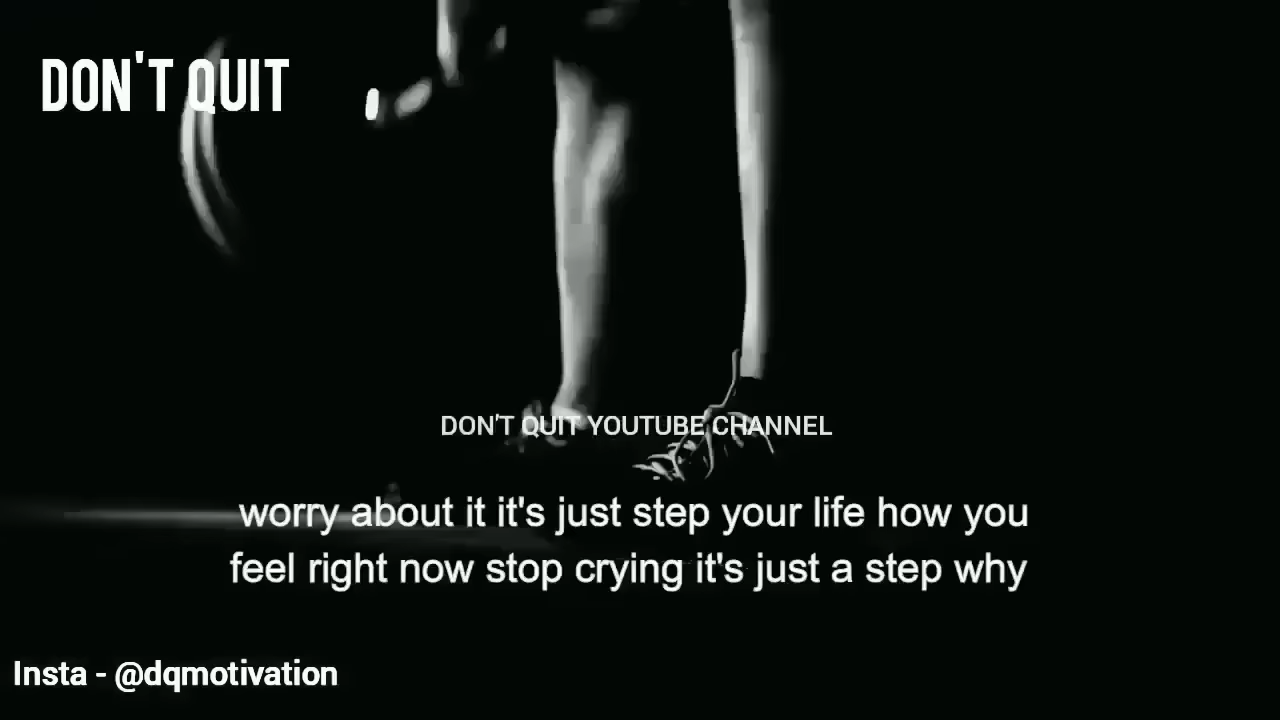 DON'T QUIT
DON'T QUIT YOUTUBE CHANNEL
worry about it it's just step your life how you
feel right now stop crying it's just a step why
Insta - @dqmotivation